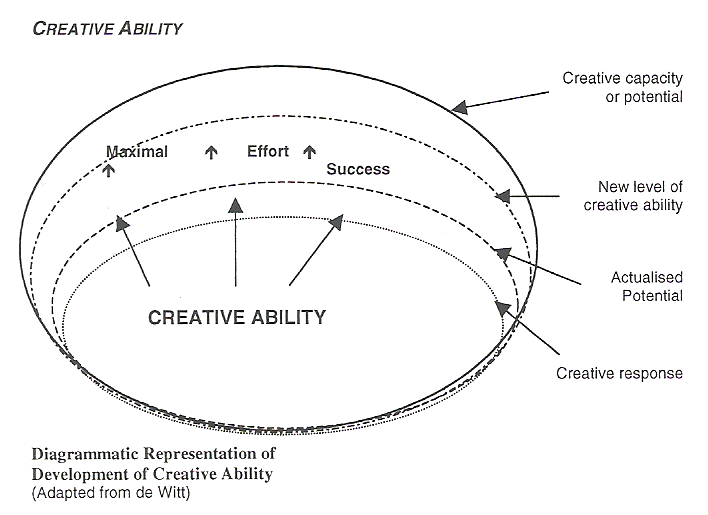 CREATIVE ABILITY
Creative capacity
or potential
Maximal Effort
Success
New level of
creative ability
Actualised
Potential
CREATIVE ABILITY
Creative response
Diagrammatic Representation of
Development of Creative Ability
(Adapted from de Witt)